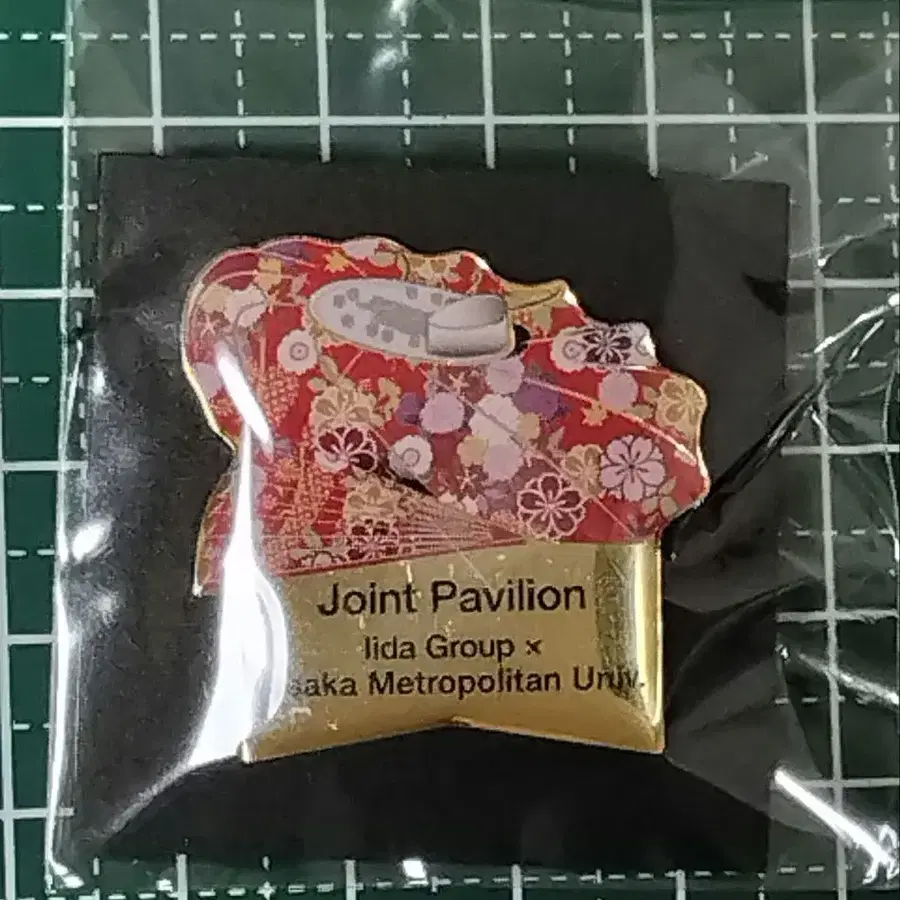 Joint Pavilion
Iida Group ×
saka Metropolitan Univ.